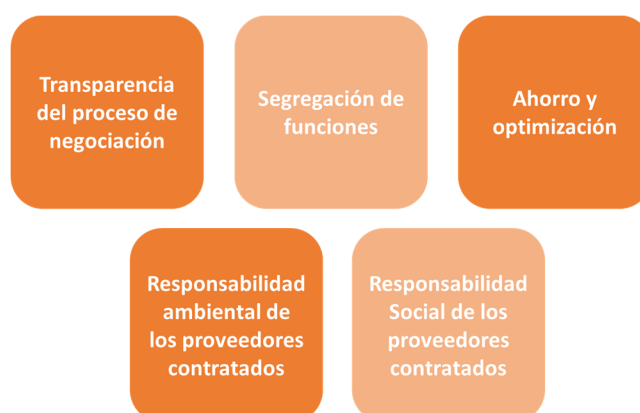 Transparencia
del proceso de
negociación
Segregación de
funciones
Ahorro y
optimización
Responsabilidad
ambiental de
los proveedores
contratados
Responsabilidad
Social de los
proveedores
contratados